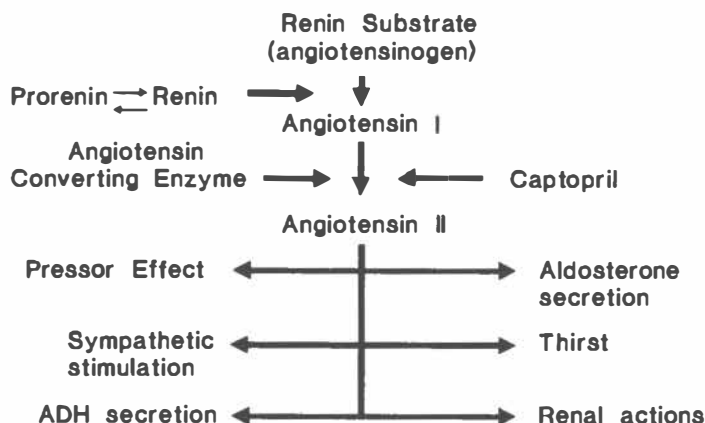 Renin Substrate
(angiotensinogen)
Prorenin Renin
Angiotensin I
Angiotensin
Converting Enzyme
Captopril
Angiotensin II
Pressor Effect
Aldosterone
secretion
Sympathetic
stimulation
Thirst
ADH secretion
Renal actions